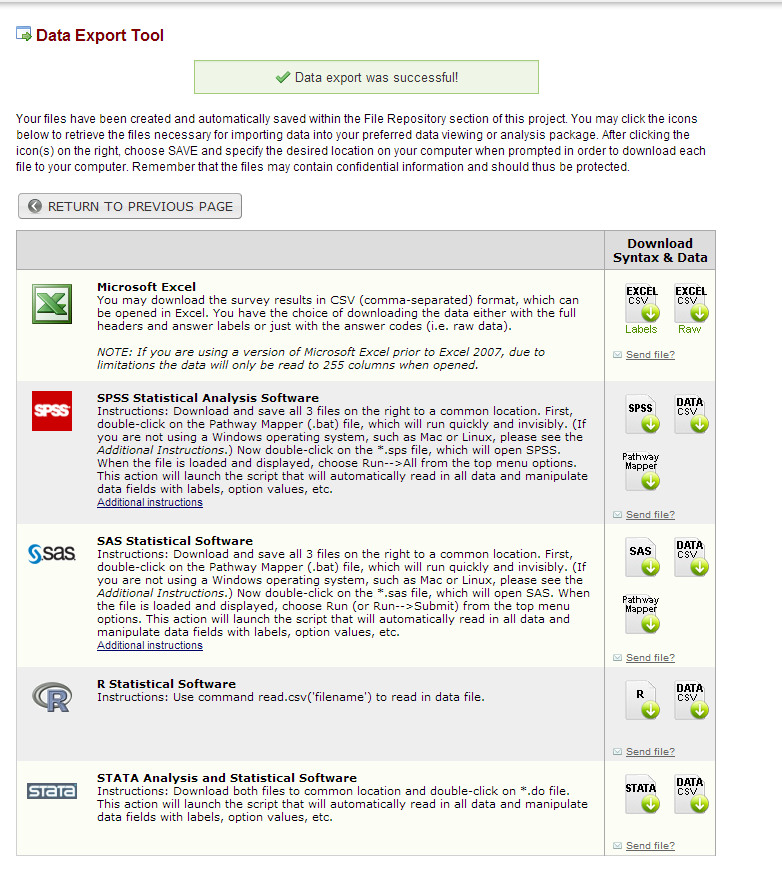 Data Export Tool
Data export was successful!
Your files have been created and automatically saved within the File Repository section of this project. You may click the icons
below to retrieve the files necessary for importing data into your preferred data viewing or analysis package. After clicking the
icon(s) on the right, choose SAVE and specify the desired location on your computer when prompted in order to download each
file to your computer. Remember that the files may contain confidential information and should thus be protected.
RETURN TO PREVIOUS PAGE
Download
Syntax & Data
Microsoft Excel
You may download the survey results in CSV (comma-separated) format, which can
be opened in Excel. You have the choice of downloading the data either with the full
headers and answer labels or just with the answer codes (i.e. raw data).
NOTE: If you are using a version of Microsoft Excel prior to Excel 2007, due to
limitations the data will only be read to 255 columns when opened.
EXCEL CSV EXCEL CSV
Labels Raw
Send file?
SPSS
SPSS Statistical Analysis Software
Instructions: Download and save all 3 files on the right to a common location. First,
double-click on the Pathway Mapper (.bat) file, which will run quickly and invisibly. (If
you are not using a Windows operating system, such as Mac or Linux, please see the
Additional Instructions.) Now double-click on the *.sps file, which will open SPSS.
When the file is loaded and displayed, choose Run-->All from the top menu options.
This action will launch the script that will automatically read in all data and manipulate
data fields with labels, option values, etc.
Additional instructions
SPSS DATA CSV
Pathway
Mapper
Send file?
sas
SAS Statistical Software
Instructions: Download and save all 3 files on the right to a common location. First,
double-click on the Pathway Mapper (.bat) file, which will run quickly and invisibly. (If
you are not using a Windows operating system, such as Mac or Linux, please see the
Additional Instructions.) Now double-click on the *.sas file, which will open SAS. When
the file is loaded and displayed, choose Run (or Run-->Submit) from the top menu
options. This action will launch the script that will automatically read in all data and
manipulate data fields with labels, option values, etc.
Additional instructions
SAS DATA CSV
Pathway
Mapper
Send file?
R
R Statistical Software
Instructions: Use command read.csv('filename') to read in data file.
R DATA CSV
Send file?
STATA
STATA Analysis and Statistical Software
Instructions: Download both files to common location and double-click on *.do file.
This action will launch the script that will automatically read in all data and manipulate
data fields with labels, option values, etc.
STATA DATA CSV
Send file?